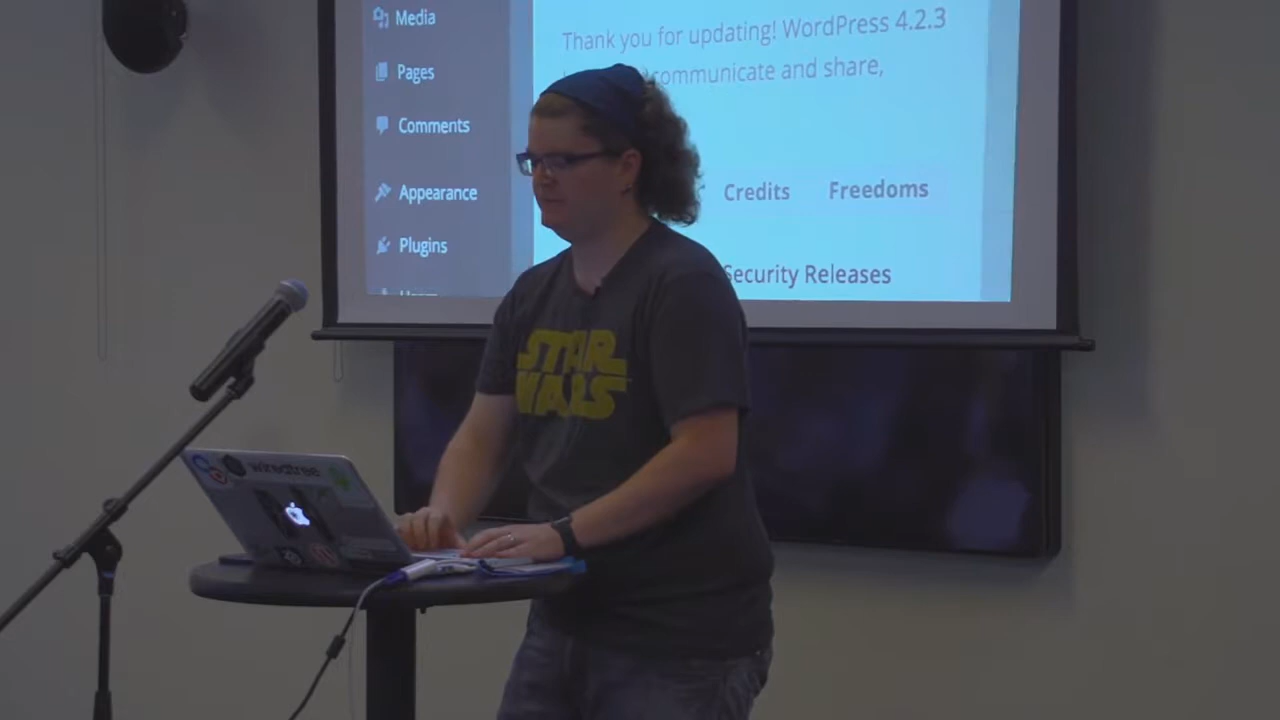 Media
Pages
Comments
Appearance
Plugins
Thank you for updating! WordPress 4.2.3
communicate and share,
Credits Freedoms
Security Releases
STAR
WARS
wiredtree